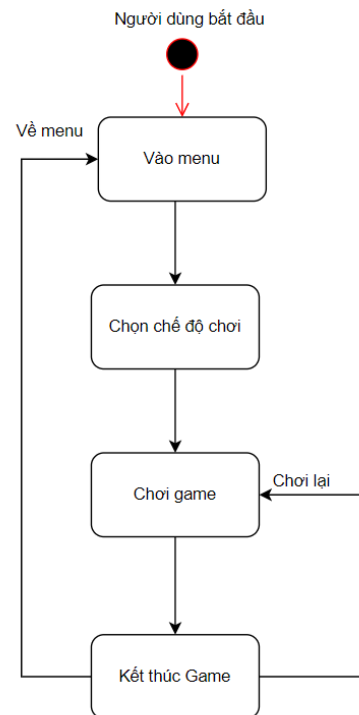 Người dùng bắt đầu
Về menu
Vào menu
Chọn chế độ chơi
Chơi game
Chơi lại
Kết thúc Game